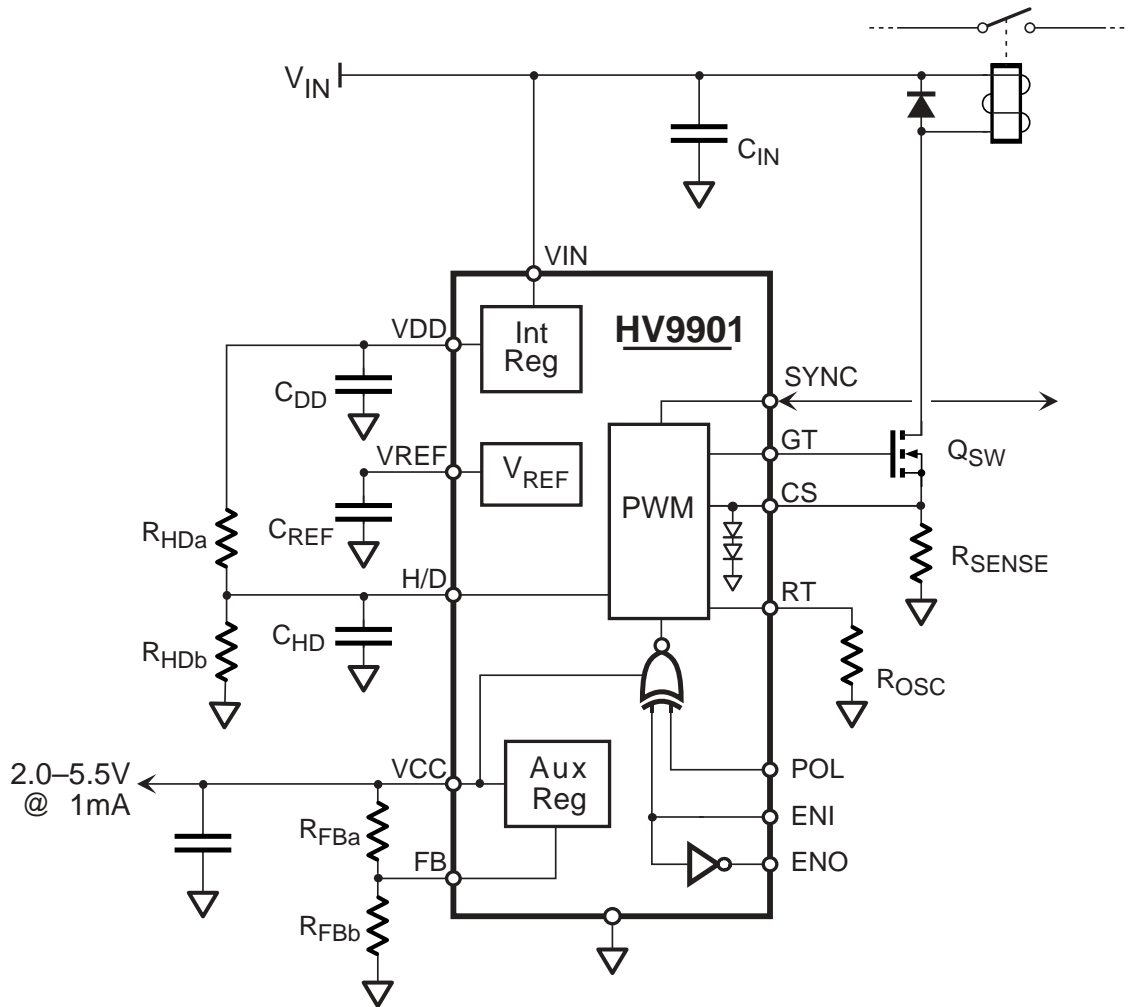 VIN
CIN
VIN
HV9901
VDD
Int
Reg
CDD
SYNC
GT
QSW
VREF
VREF
CREF
PWM
CS
RSENSE
RHDa
H/D
RT
CHD
RHDb
ROSC
2.0–5.5V
@ 1mA
VCC
Aux
Reg
POL
RFBa
ENI
FB
ENO
RFBb